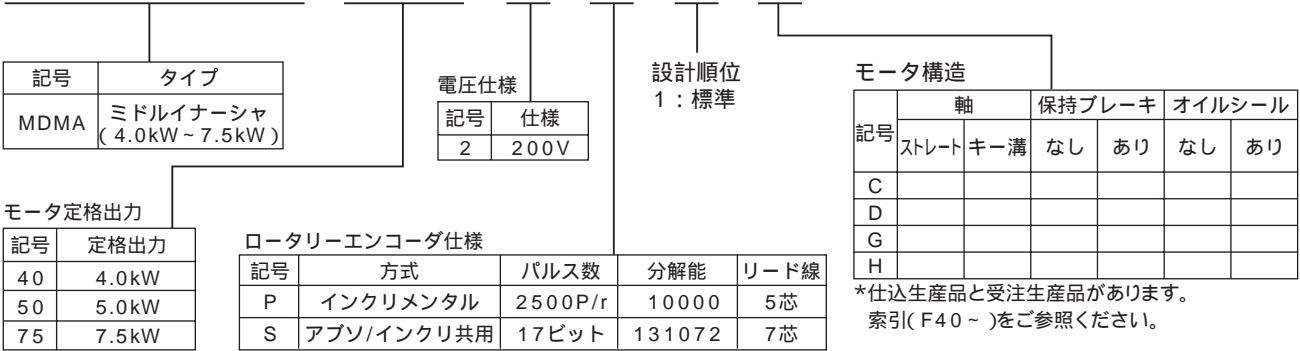 記号 タイプ
MDMA ミドルイナーシャ
(4.0kW～7.5kW)
電圧仕様
記号 仕様
2 200V
設計順位
1：標準
モータ構造
記号 軸 保持ブレーキ オイルシール
ストレート キー溝 なし あり なし あり
C
D
G
H
*仕込生産品と受注生産品があります。
索引(F40～)をご参照ください。
モータ定格出力
記号 定格出力
40 4.0kW
50 5.0kW
75 7.5kW
ロータリーエンコーダ仕様
記号 方式 パルス数 分解能 リード線
P インクリメンタル 2500P/r 10000 5芯
S アブソ/インクリ共用 17ビット 131072 7芯